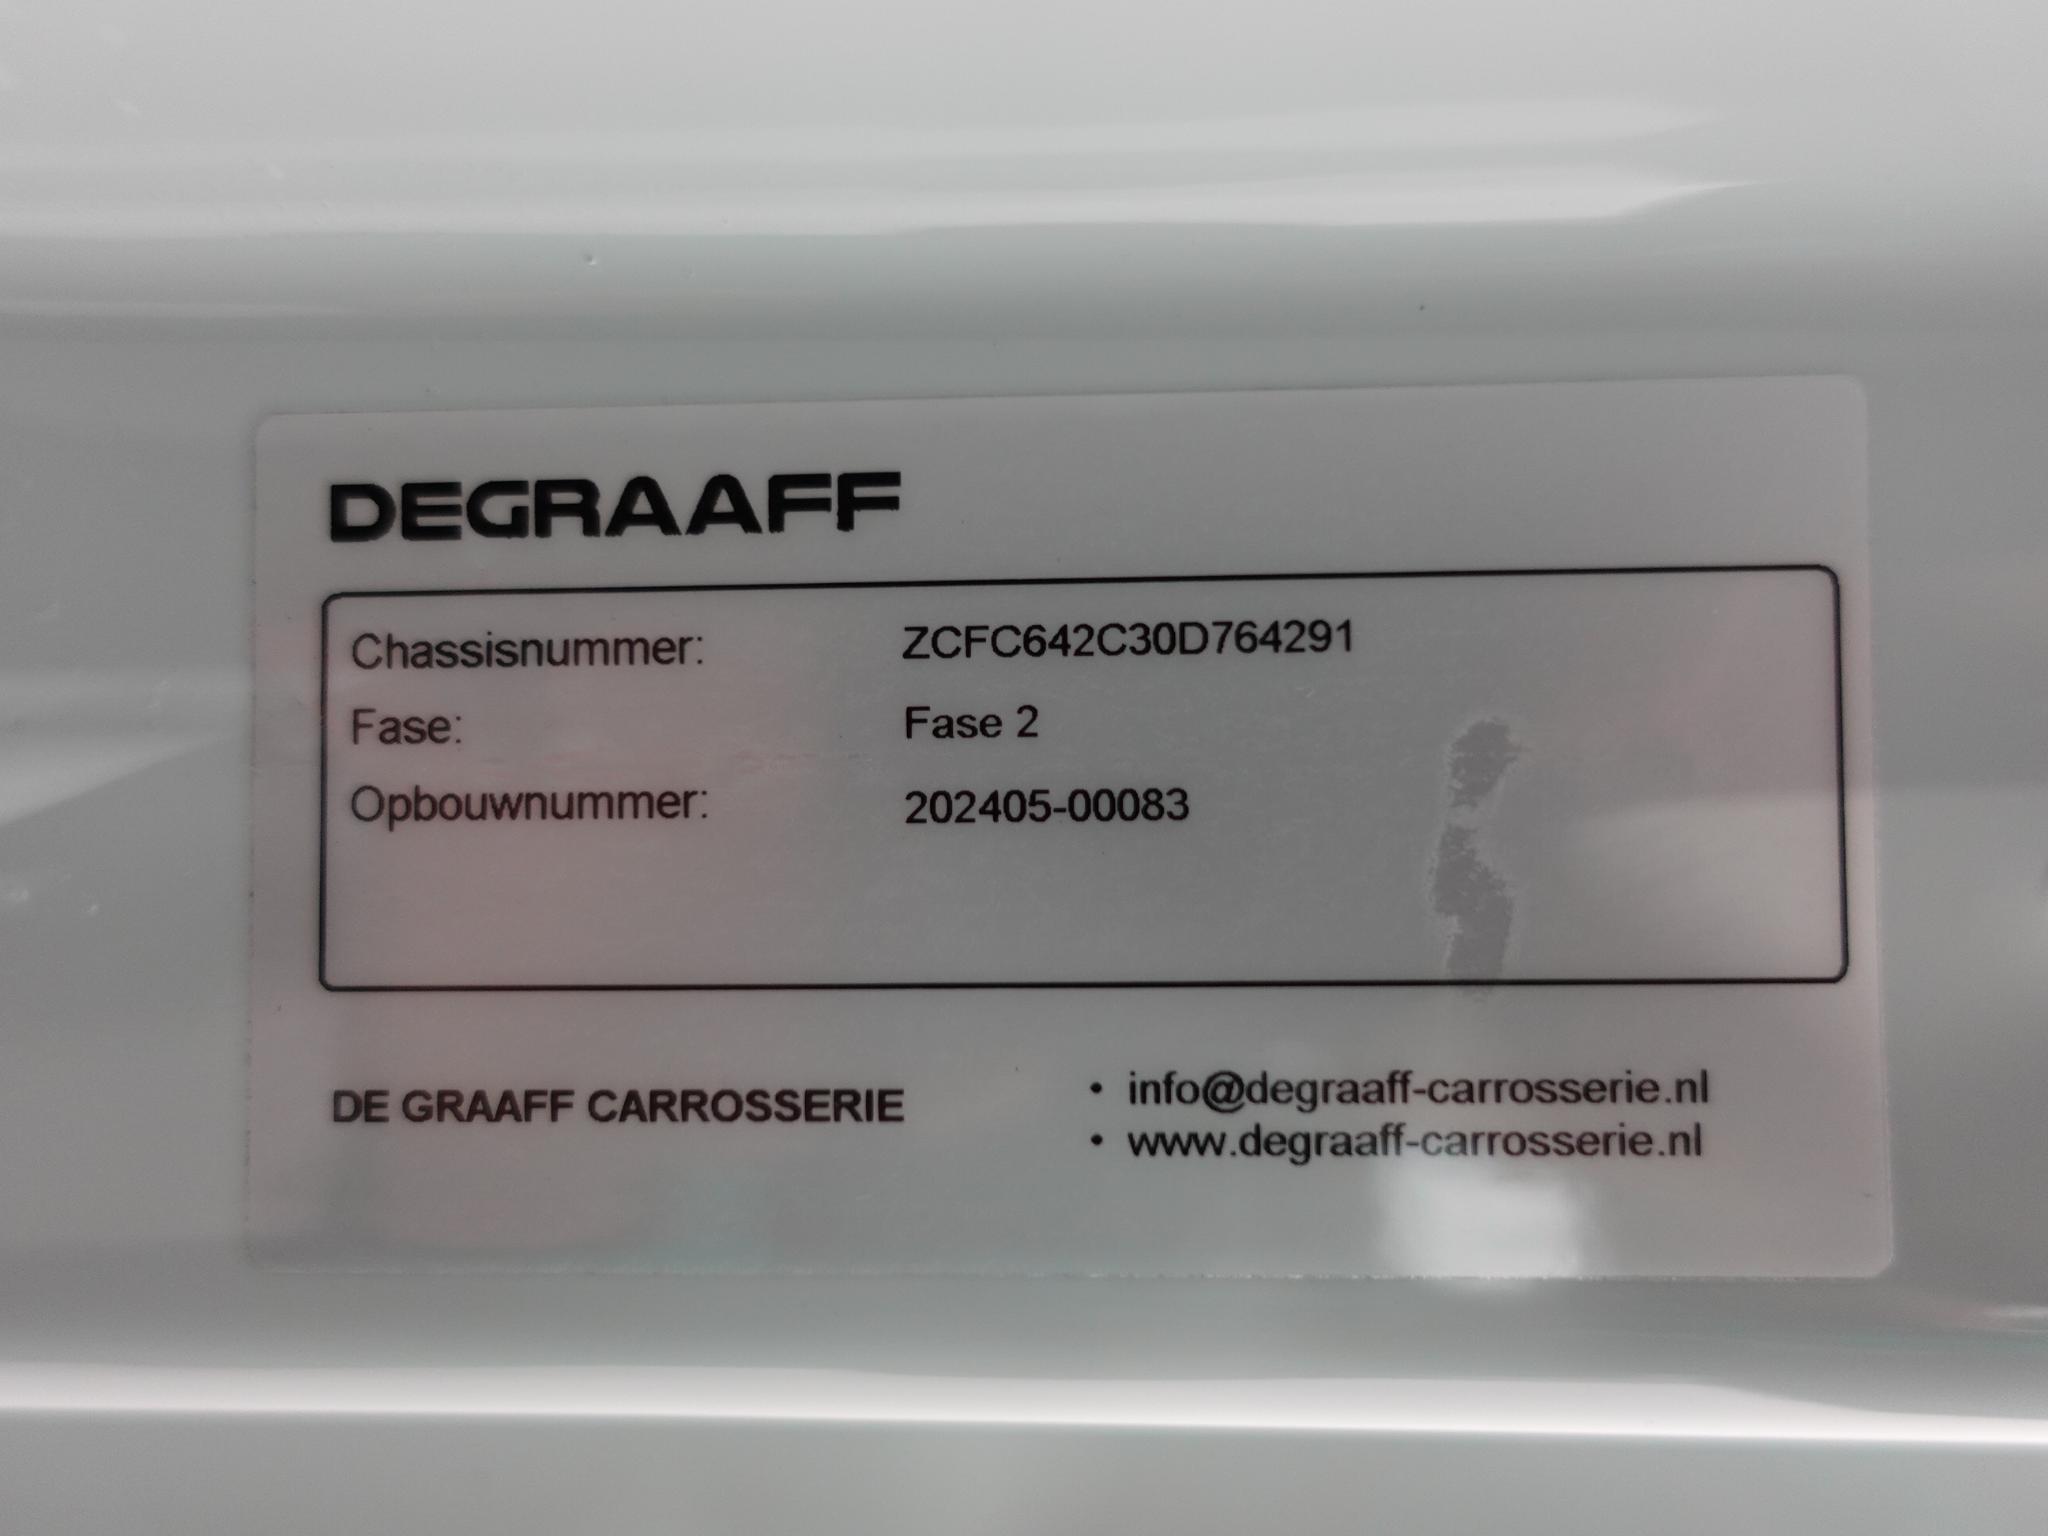 DEGRAAFF
Chassisnummer: ZCFC642C30D764291
Fase: Fase 2
Opbouwnummer: 202405-00083
DE GRAAFF CARROSSERIE
• info@degraaff-carrosserie.nl
• www.degraaff-carrosserie.nl